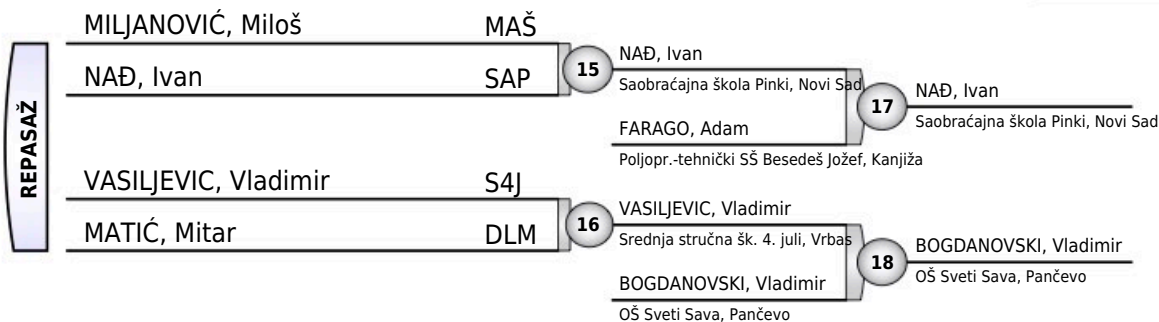 REPASAŽ
MILJANOVIĆ, Miloš MAŠ
NAĐ, Ivan SAP
VASILJEVIC, Vladimir S4J
MATIĆ, Mitar DLM
15
NAĐ, Ivan
Saobraćajna škola Pinki, Novi Sad
FARAGO, Adam
Poljopr.-tehnički SŠ Besedeš Jožef, Kanjiža
16
VASILJEVIC, Vladimir
Srednja stručna šk. 4. juli, Vrbas
BOGDANOVSKI, Vladimir
OŠ Sveti Sava, Pančevo
17
NAĐ, Ivan
Saobraćajna škola Pinki, Novi Sad
18
BOGDANOVSKI, Vladimir
OŠ Sveti Sava, Pančevo